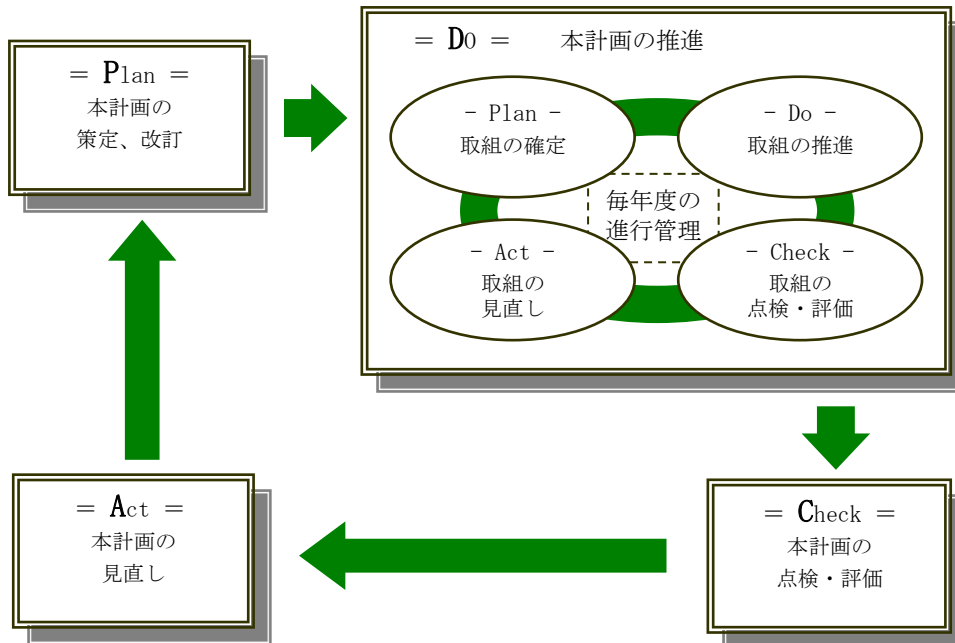 ＝ Plan ＝
本計画の
策定、改訂
＝ DO ＝ 本計画の推進
－ Plan －
取組の確定
－ Do －
取組の推進
毎年度の
進行管理
－ Act －
取組の
見直し
－ Check －
取組の
点検・評価
＝ Act ＝
本計画の
見直し
＝ Check ＝
本計画の
点検・評価